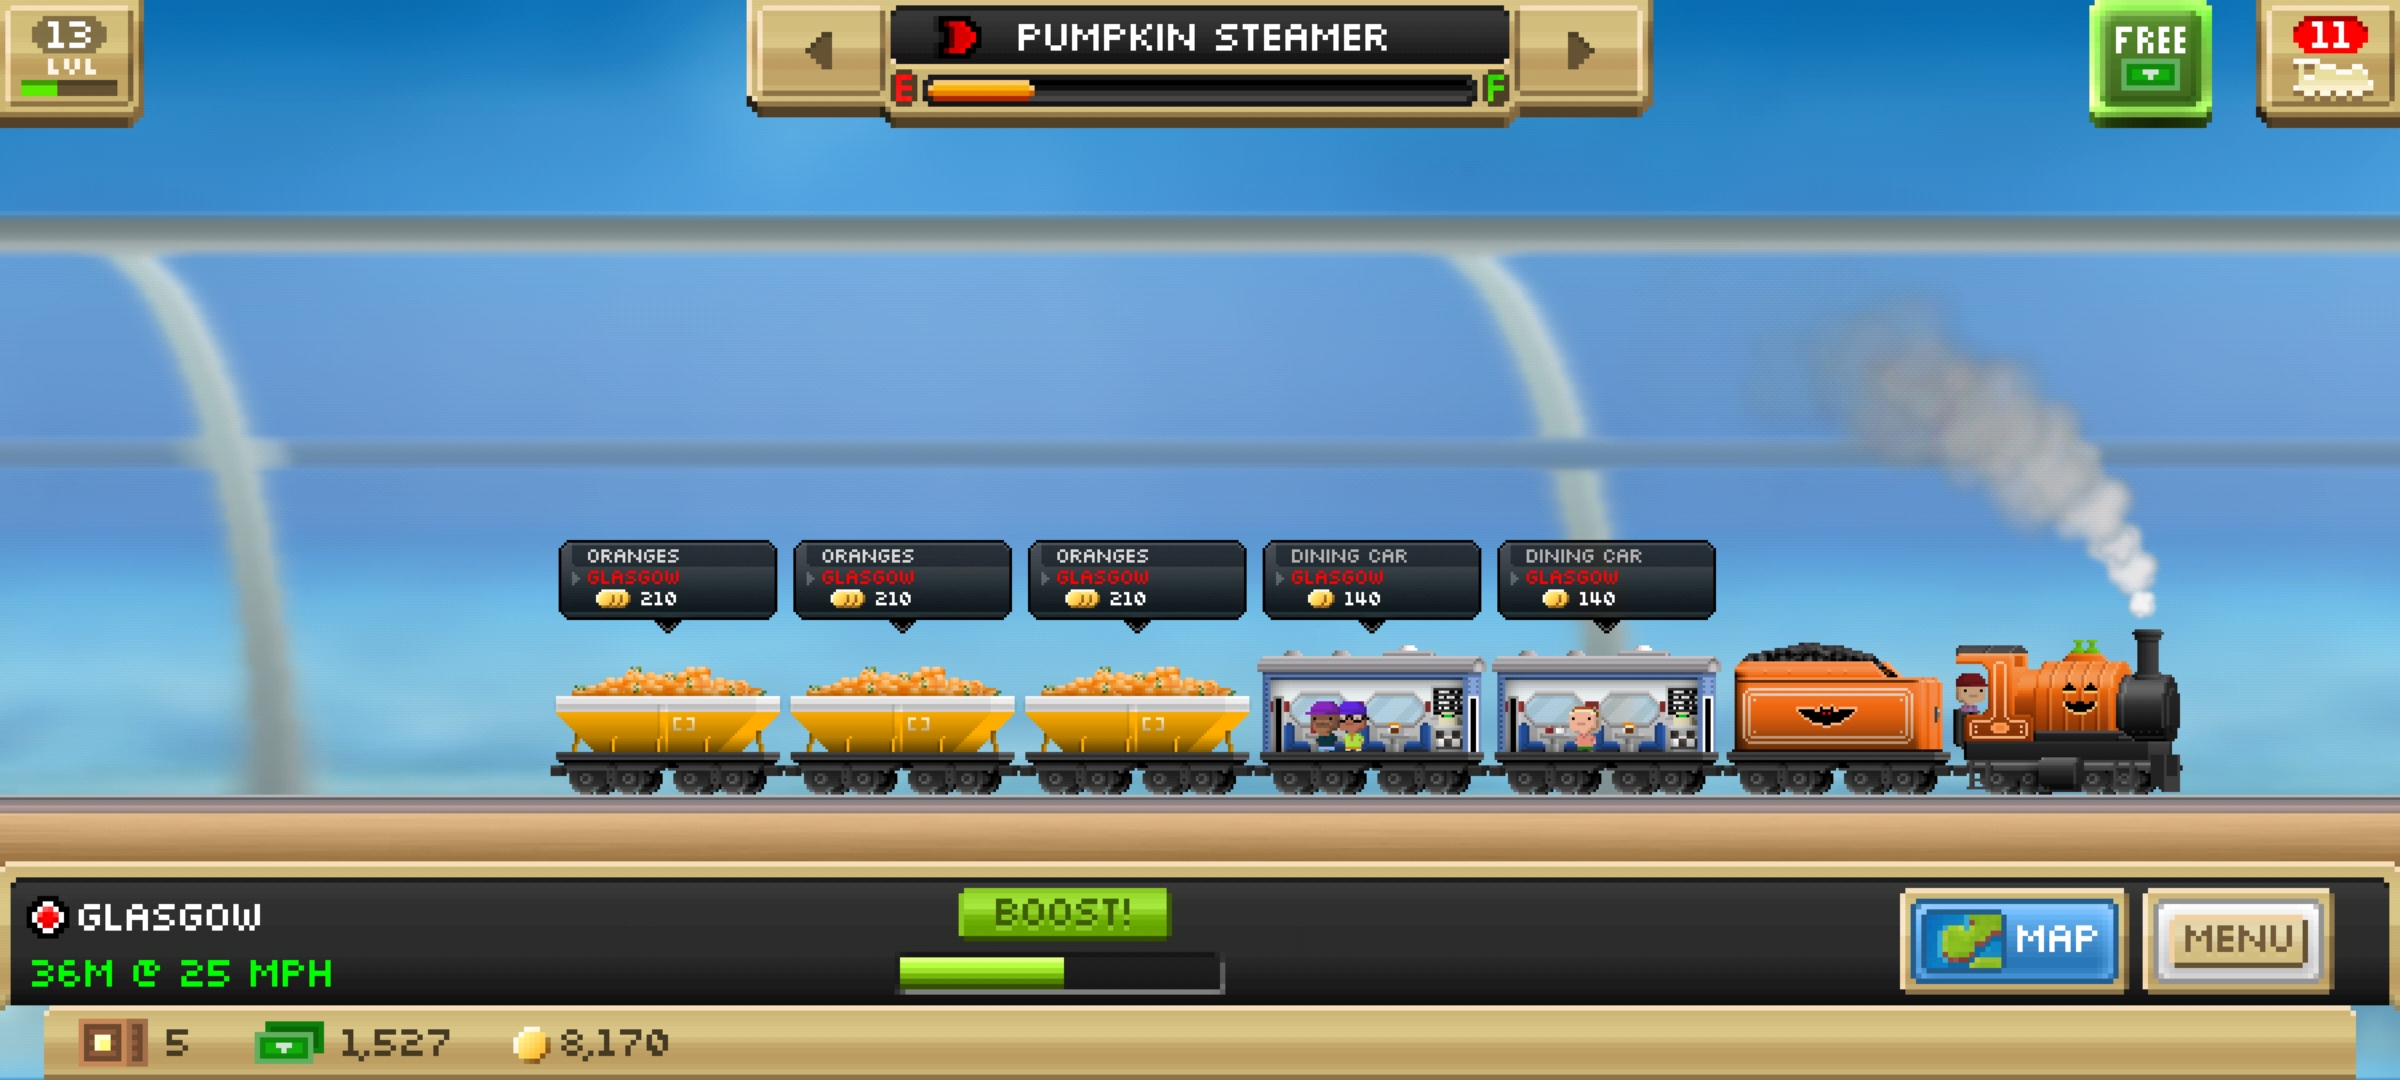 13
LVL
PUMPKIN STEAMER
E F
FREE
11
ORANGES
GLASGOW
210
ORANGES
GLASGOW
210
ORANGES
GLASGOW
210
DINING CAR
GLASGOW
140
DINING CAR
GLASGOW
140
GLASGOW
36M @ 25 MPH
BOOST!
MAP
MENU
5 1,527 8,170